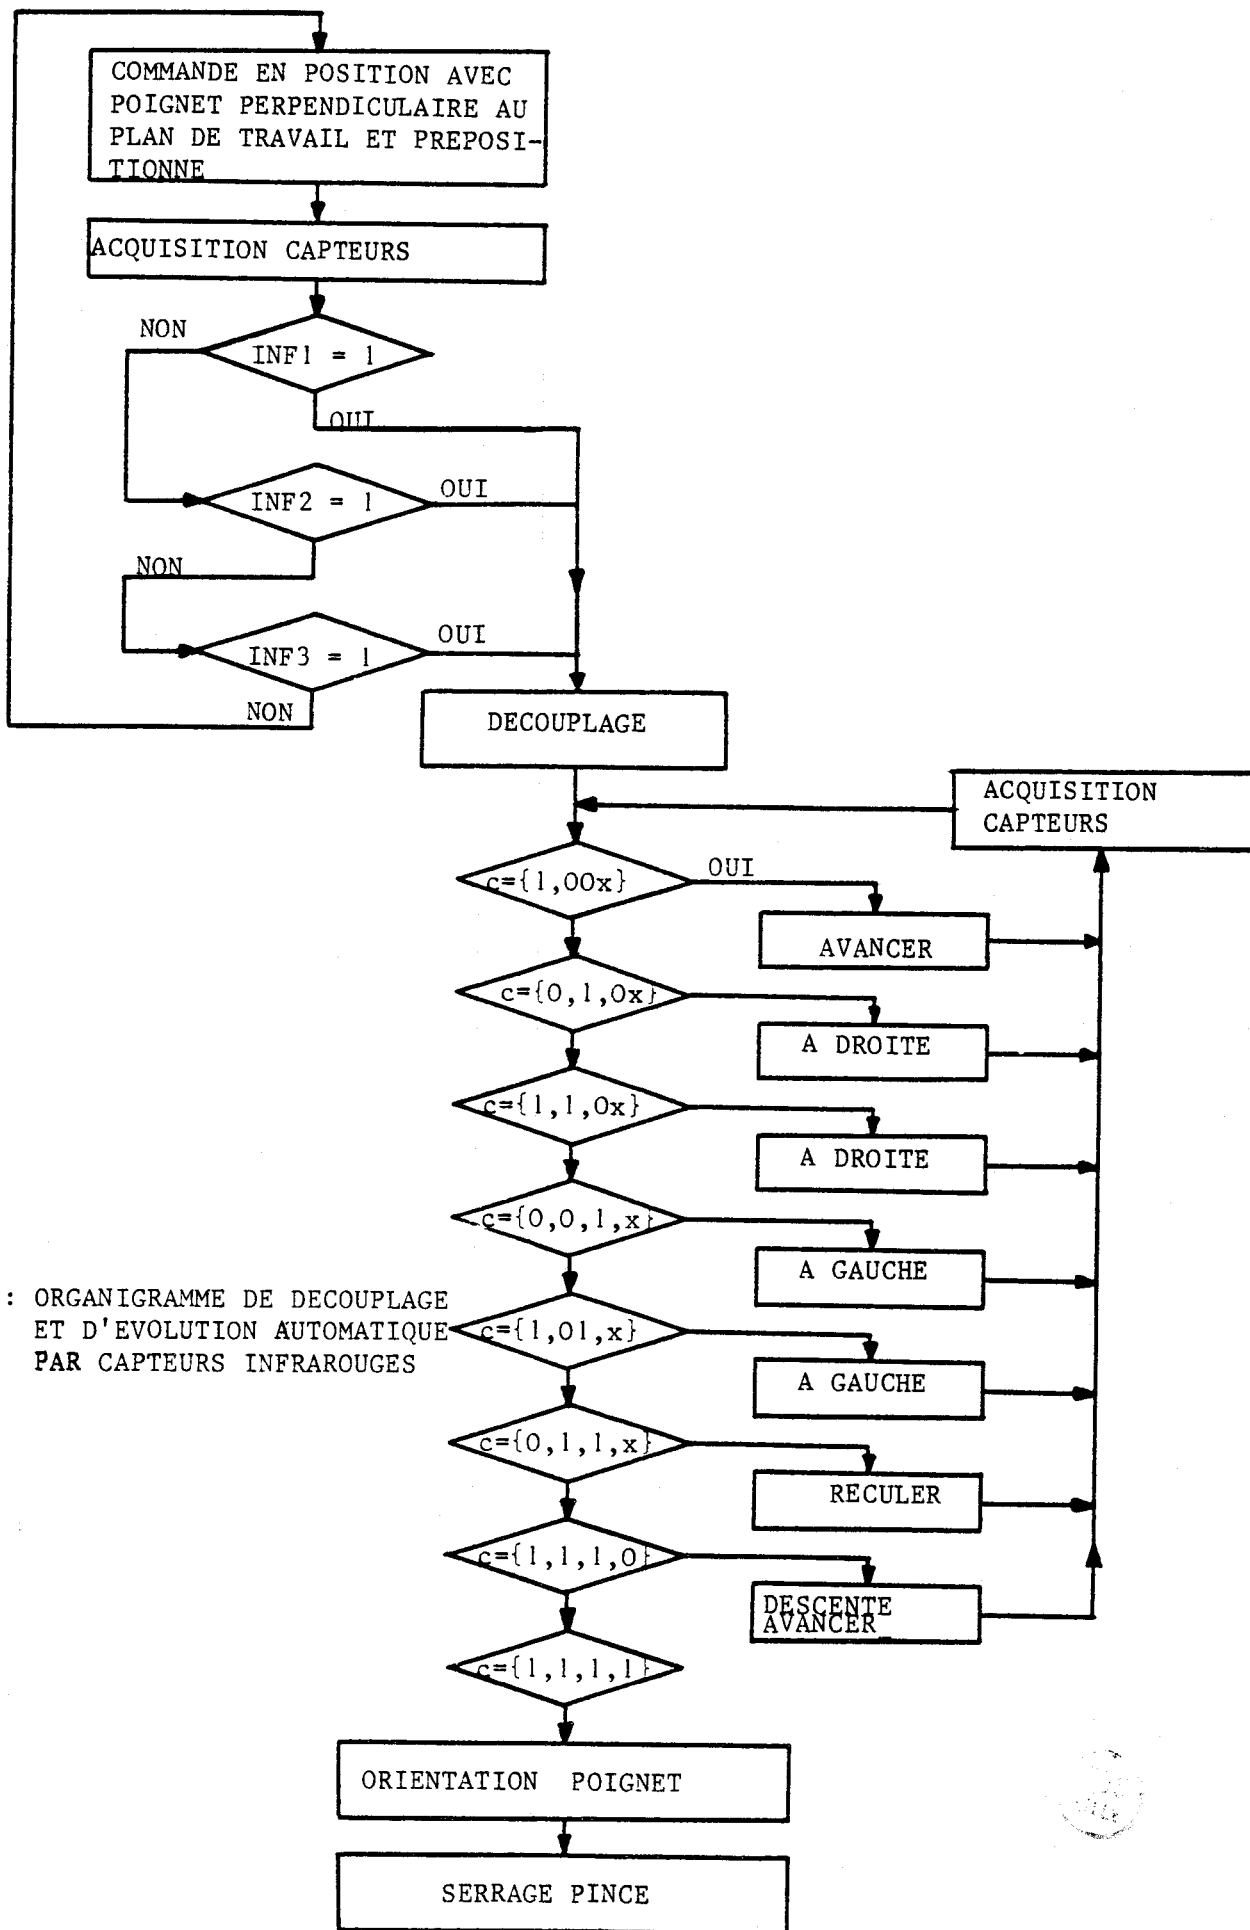 COMMANDE EN POSITION AVEC
POIGNET PERPENDICULAIRE AU
PLAN DE TRAVAIL ET PREPOSI-
TIONNE
ACQUISITION CAPTEURS
NON
INF1 = 1
OUI
INF2 = 1
OUI
NON
INF3 = 1
OUI
NON
DECOUPLAGE
ACQUISITION
CAPTEURS
c={1,00x}
OUI
AVANCER
c={0,1,0x}
A DROITE
c={1,1,0x}
A DROITE
c={0,0,1,x}
A GAUCHE
: ORGANIGRAMME DE DECOUPLAGE
ET D'EVOLUTION AUTOMATIQUE
PAR CAPTEURS INFRAROUGES
c={1,01,x}
A GAUCHE
c={0,1,1,x}
RECULER
c={1,1,1,0}
DESCENTE
AVANCER
c={1,1,1,1}
ORIENTATION POIGNET
SERRAGE PINCE